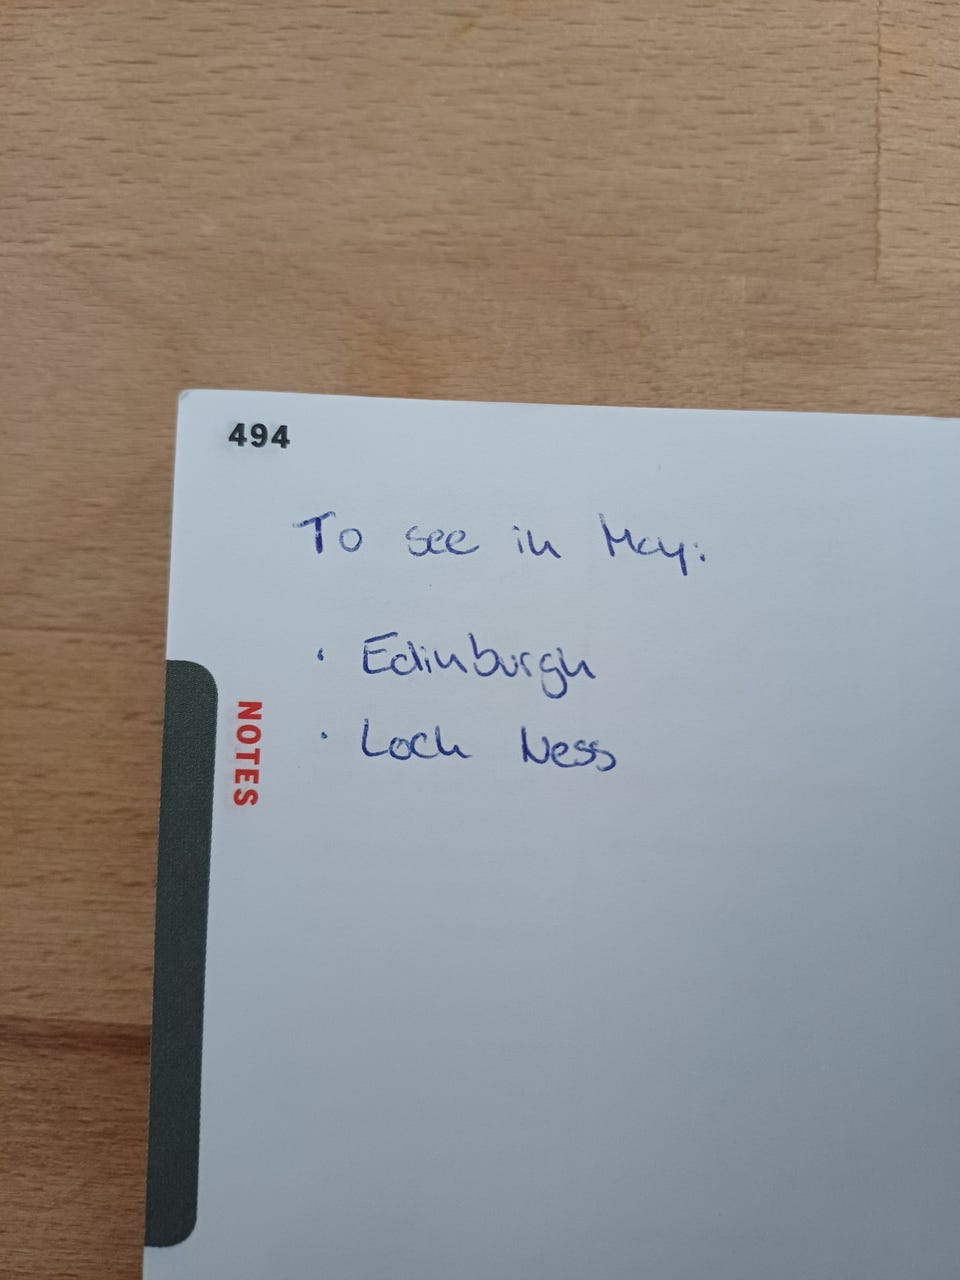 494
To see in May:
· Edinburgh
· Loch Ness
NOTES